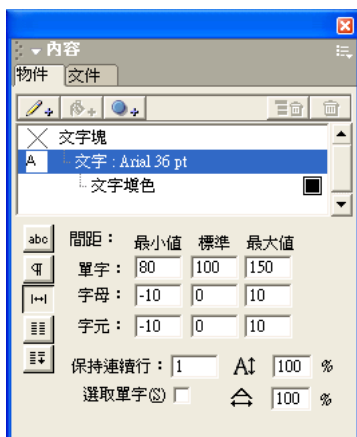 內容
物件 文件
文字塊
A 文字 : Arial 36 pt
文字填色
abc 間距： 最小值 標準 最大值
單字： 80 100 150
字母： -10 0 10
字元： -10 0 10
保持連續行： 1 A 100 %
選取單字(S) 100 %